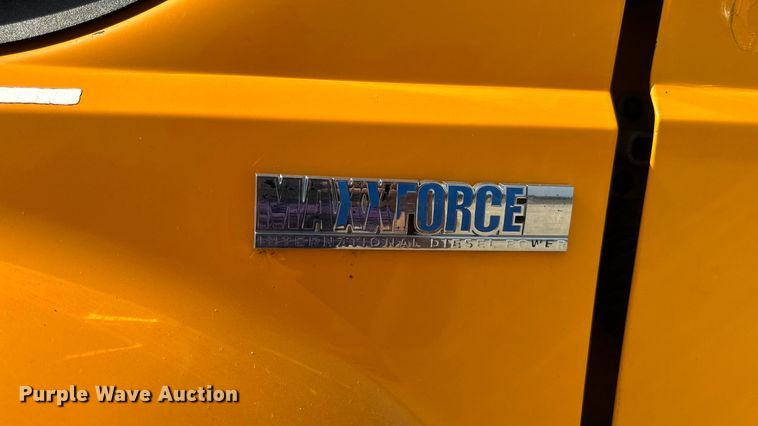 MAXXFORCE
INTERNATIONAL DIESEL POWER
Purple Wave Auction